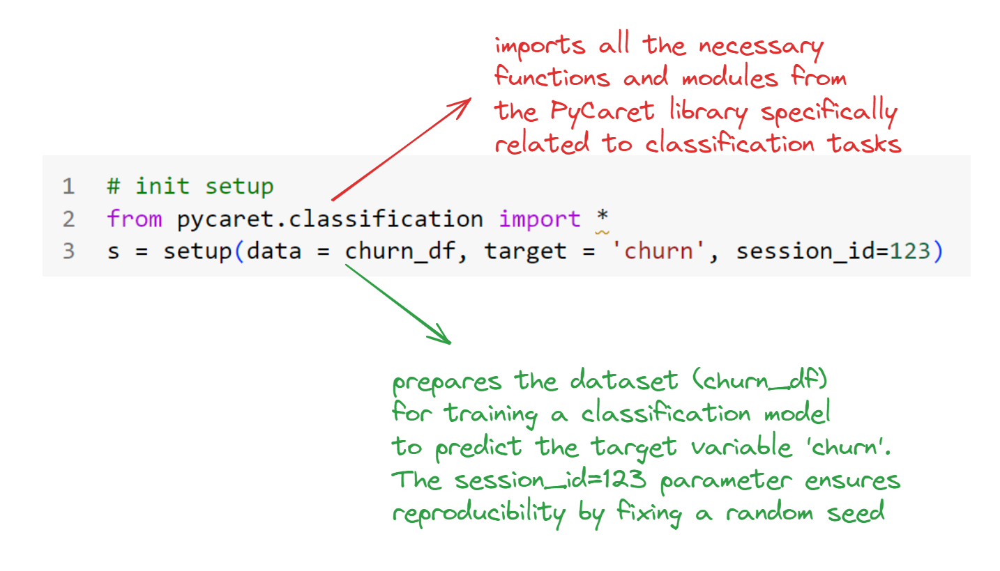 imports all the necessary
functions and modules from
the PyCaret library specifically
related to classification tasks
1 # init setup
2 from pycaret.classification import *
3 s = setup(data = churn_df, target = 'churn', session_id=123)
prepares the dataset (churn_df)
for training a classification model
to predict the target variable 'churn'.
The session_id=123 parameter ensures
reproducibility by fixing a random seed